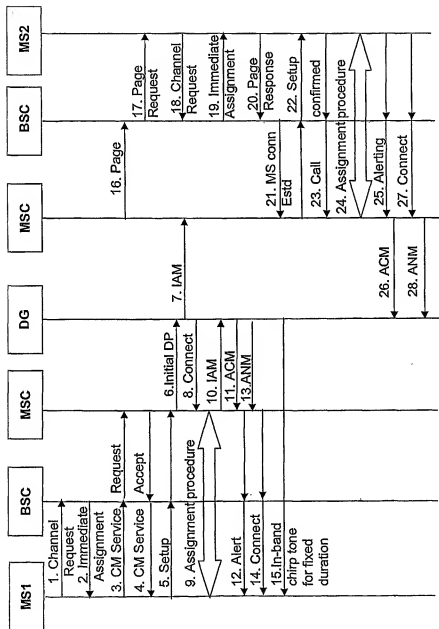 MS1
BSC
MSC
DG
MSC
BSC
MS2
1. Channel
Request
2. Immediate
Assignment
3. CM Service
Request
4. CM Service
Accept
5. Setup
6.Initial DP
7. IAM
8. Connect
9. Assignment procedure
10. IAM
11. ACM
12. Alert
13.ANM
14. Connect
15.In-band
chirp tone
for fixed
duration
16. Page
17. Page
Request
18. Channel
Request
19. Immediate
Assignment
20. Page
Response
21. MS conn
Estd
22. Setup
23. Call
confirmed
24. Assignment procedure
25. Alerting
26. ACM
27. Connect
28. ANM